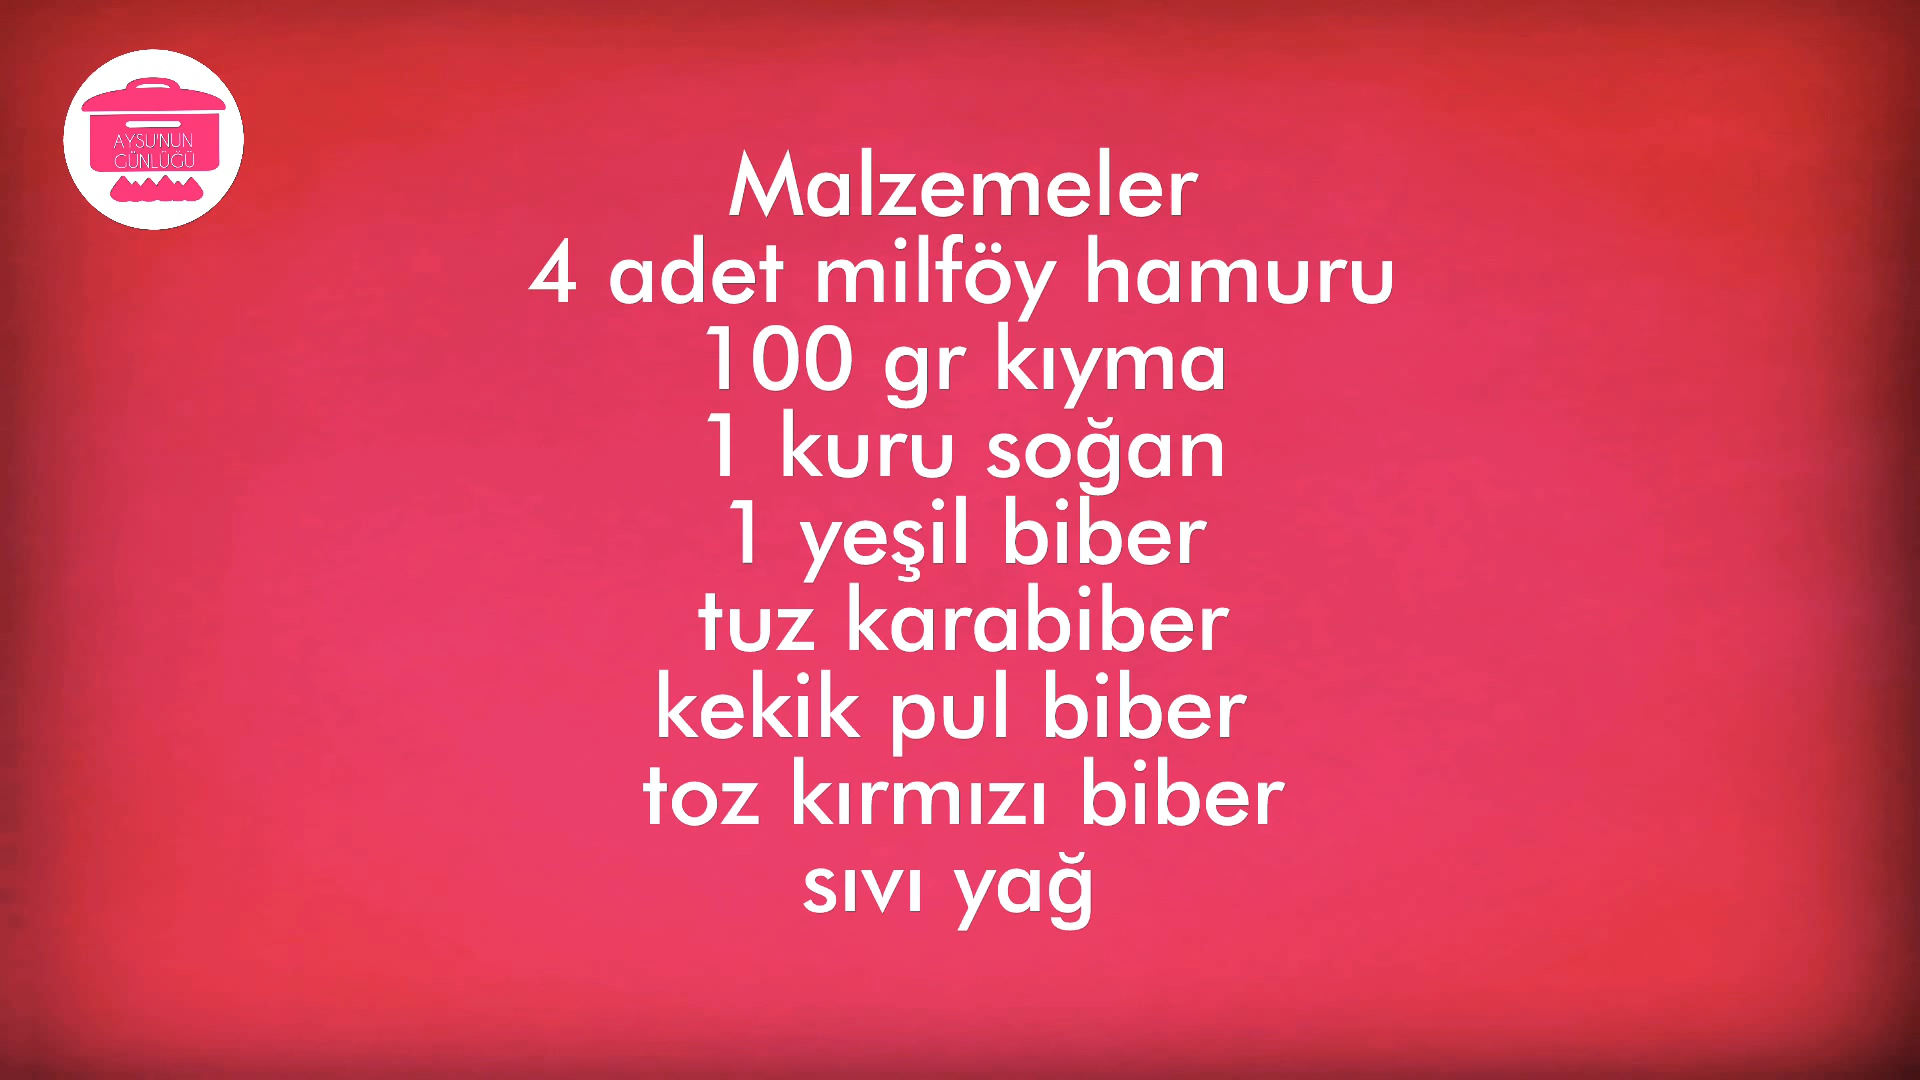 AYSU'NUN
GÜNLÜĞÜ
Malzemeler
4 adet milföy hamuru
100 gr kıyma
1 kuru soğan
1 yeşil biber
tuz karabiber
kekik pul biber
toz kırmızı biber
sıvı yağ